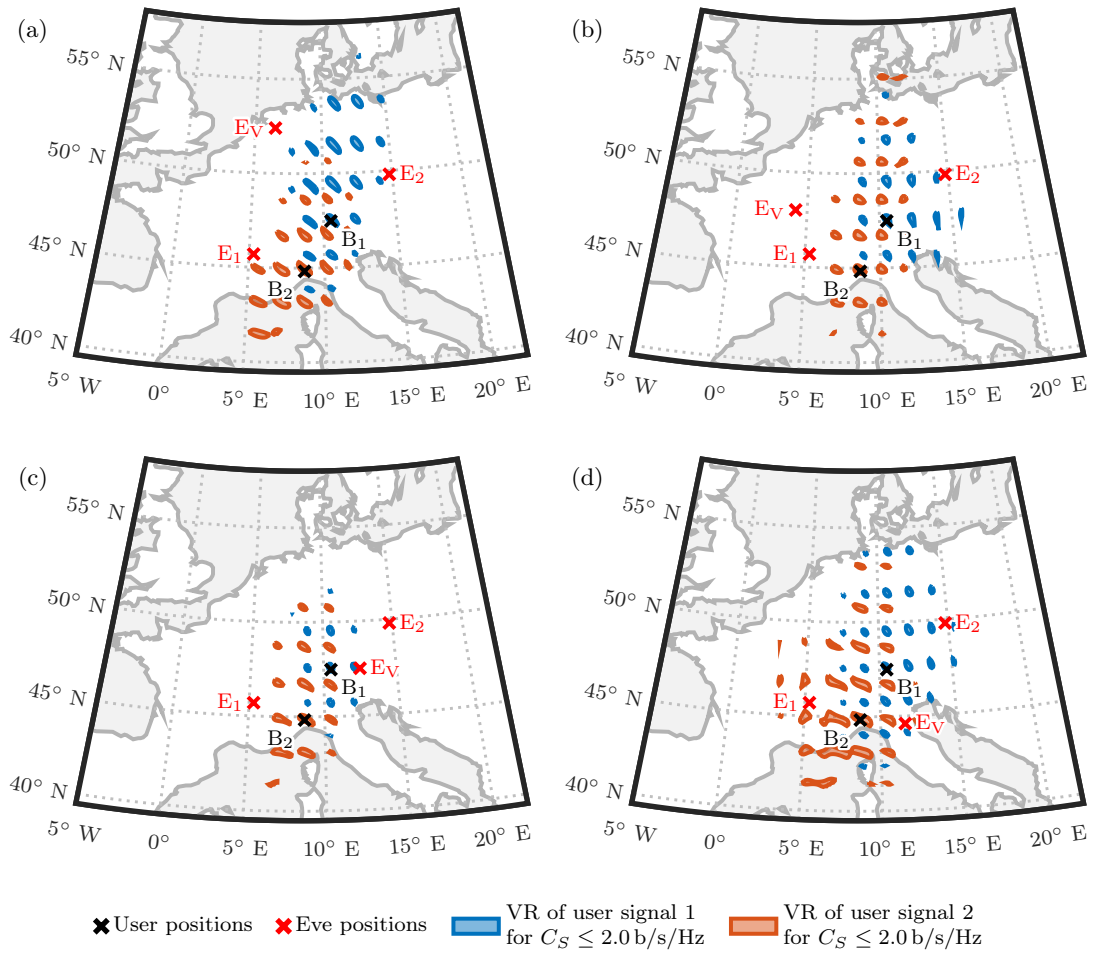 (a)
55° N
50° N
45° N
40° N
5° W
0°
5° E
10° E
15° E
20° E
E_V
E_2
B_1
E_1
B_2
(b)
55° N
50° N
45° N
40° N
5° W
0°
5° E
10° E
15° E
20° E
E_V
E_2
B_1
E_1
B_2
(c)
55° N
50° N
45° N
40° N
5° W
0°
5° E
10° E
15° E
20° E
E_2
E_V
B_1
E_1
B_2
(d)
55° N
50° N
45° N
40° N
5° W
0°
5° E
10° E
15° E
20° E
E_2
B_1
E_1
E_V
B_2
User positions
Eve positions
VR of user signal 1
for C_S ≤ 2.0 b/s/Hz
VR of user signal 2
for C_S ≤ 2.0 b/s/Hz